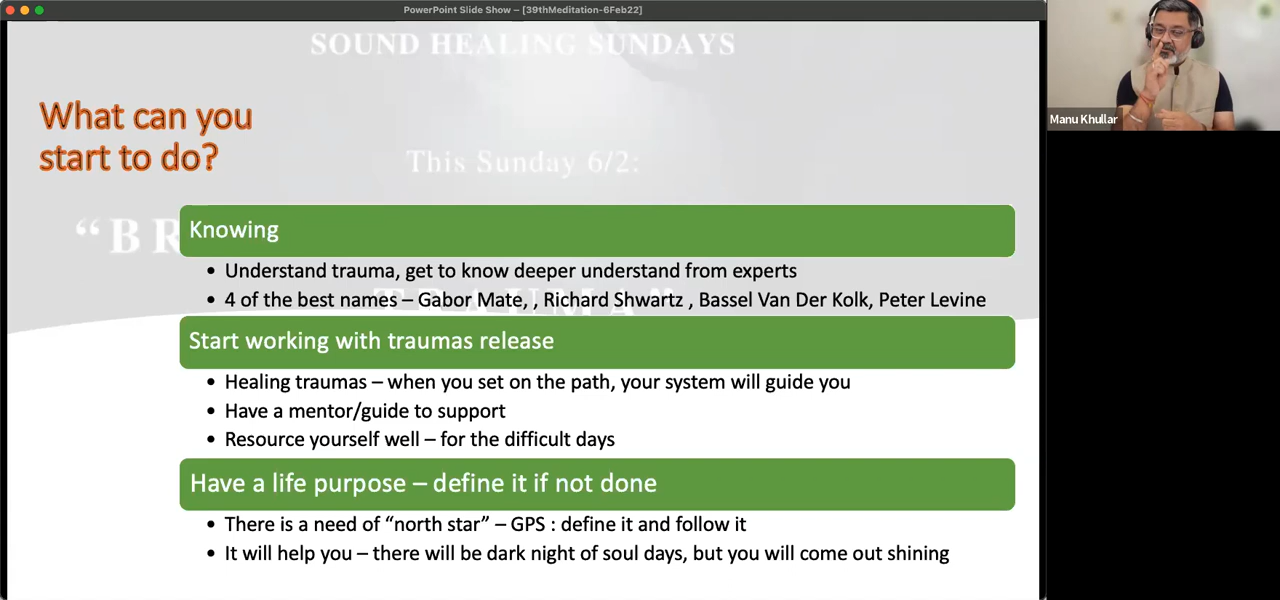 PowerPoint Slide Show – [39thMeditation-6Feb22]
SOUND HEALING SUNDAYS
What can you
start to do?
This Sunday 6/2:
“BR
Knowing
• Understand trauma, get to know deeper understand from experts
• 4 of the best names – Gabor Mate, , Richard Shwartz , Bassel Van Der Kolk, Peter Levine
TRAUMA”
Start working with traumas release
• Healing traumas – when you set on the path, your system will guide you
• Have a mentor/guide to support
• Resource yourself well – for the difficult days
Have a life purpose – define it if not done
• There is a need of “north star” – GPS : define it and follow it
• It will help you – there will be dark night of soul days, but you will come out shining
Manu Khullar